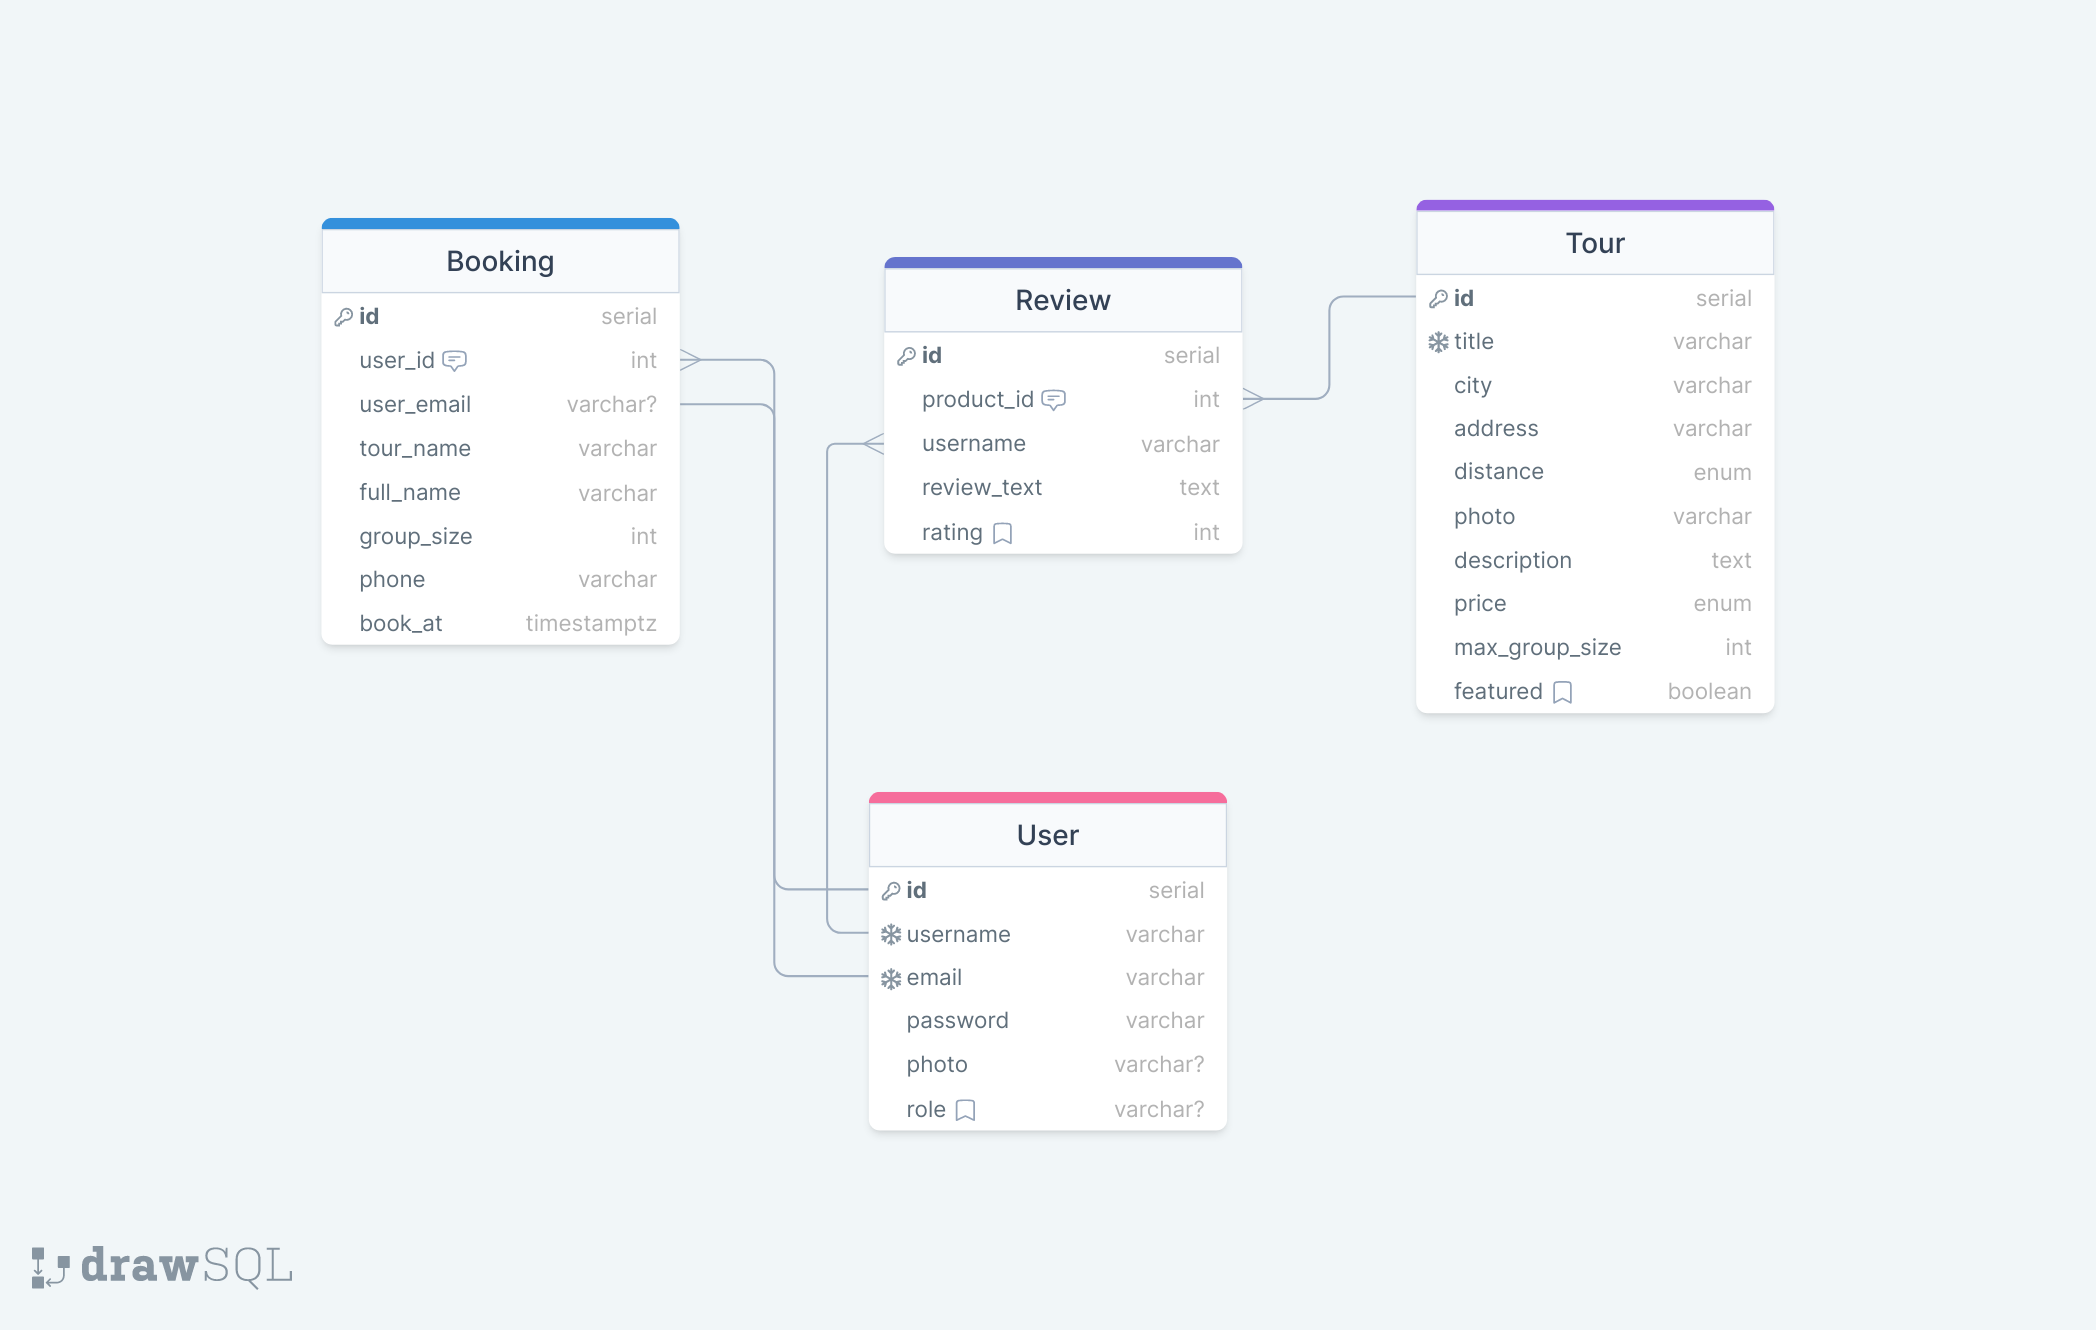 Booking
id serial
user_id int
user_email varchar?
tour_name varchar
full_name varchar
group_size int
phone varchar
book_at timestamptz
Review
id serial
product_id int
username varchar
review_text text
rating int
Tour
id serial
title varchar
city varchar
address varchar
distance enum
photo varchar
description text
price enum
max_group_size int
featured boolean
User
id serial
username varchar
email varchar
password varchar
photo varchar?
role varchar?
drawSQL